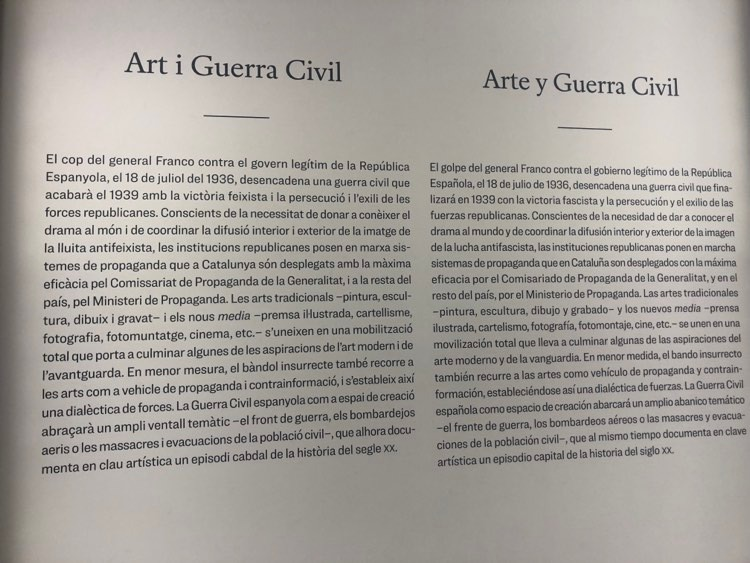 Art i Guerra Civil
El cop del general Franco contra el govern legítim de la República
Espanyola, el 18 de juliol del 1936, desencadena una guerra civil que
acabarà el 1939 amb la victòria feixista i la persecució i l'exili de les
forces republicanes. Conscients de la necessitat de donar a conèixer el
drama al món i de coordinar la difusió interior i exterior de la imatge de
la lluita antifeixista, les institucions republicanes posen en marxa sis-
temes de propaganda que a Catalunya són desplegats amb la màxima
eficàcia pel Comissariat de Propaganda de la Generalitat, i a la resta del
país, pel Ministeri de Propaganda. Les arts tradicionals –pintura, escul-
tura, dibuix i gravat– i els nous media –premsa il·lustrada, cartellisme,
fotografia, fotomuntatge, cinema, etc.– s'uneixen en una mobilització
total que porta a culminar algunes de les aspiracions de l'art modern i de
l'avantguarda. En menor mesura, el bàndol insurrecte també recorre a
les arts com a vehicle de propaganda i contrainformació, i s'estableix així
una dialèctica de forces. La Guerra Civil espanyola com a espai de creació
abraçarà un ampli ventall temàtic –el front de guerra, els bombardejos
aeris o les massacres i evacuacions de la població civil–, que alhora docu-
menta en clau artística un episodi cabdal de la història del segle XX.
Arte y Guerra Civil
El golpe del general Franco contra el gobierno legítimo de la República
Española, el 18 de julio de 1936, desencadena una guerra civil que fina-
lizará en 1939 con la victoria fascista y la persecución y el exilio de las
fuerzas republicanas. Conscientes de la necesidad de dar a conocer el
drama al mundo y de coordinar la difusión interior y exterior de la imagen
de la lucha antifascista, las instituciones republicanas ponen en marcha
sistemas de propaganda que en Cataluña son desplegados con la máxima
eficacia por el Comisariado de Propaganda de la Generalitat, y en el
resto del país, por el Ministerio de Propaganda. Las artes tradicionales
–pintura, escultura, dibujo y grabado– y los nuevos media –prensa
ilustrada, cartelismo, fotografía, fotomontaje, cine, etc.– se unen en una
movilización total que lleva a culminar algunas de las aspiraciones del
arte moderno y de la vanguardia. En menor medida, el bando insurrecto
también recurre a las artes como vehículo de propaganda y contrain-
formación, estableciéndose así una dialéctica de fuerzas. La Guerra Civil
española como espacio de creación abarcará un amplio abanico temático
–el frente de guerra, los bombardeos aéreos o las masacres y evacua-
ciones de la población civil–, que al mismo tiempo documenta en clave
artística un episodio capital de la historia del siglo XX.